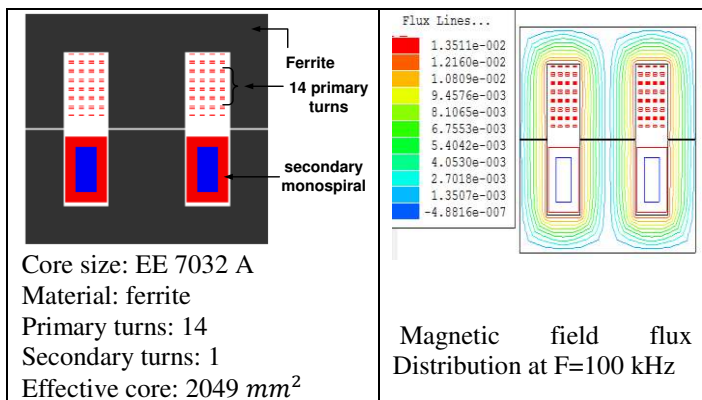 Ferrite
14 primary
turns
secondary
monospiral
Core size: EE 7032 A
Material: ferrite
Primary turns: 14
Secondary turns: 1
Effective core: 2049 mm²
Flux Lines...
1.3511e-002
1.2160e-002
1.0809e-002
9.4576e-003
8.1065e-003
6.7553e-003
5.4042e-003
4.0530e-003
2.7018e-003
1.3507e-003
-4.8816e-007
Magnetic field flux
Distribution at F=100 kHz